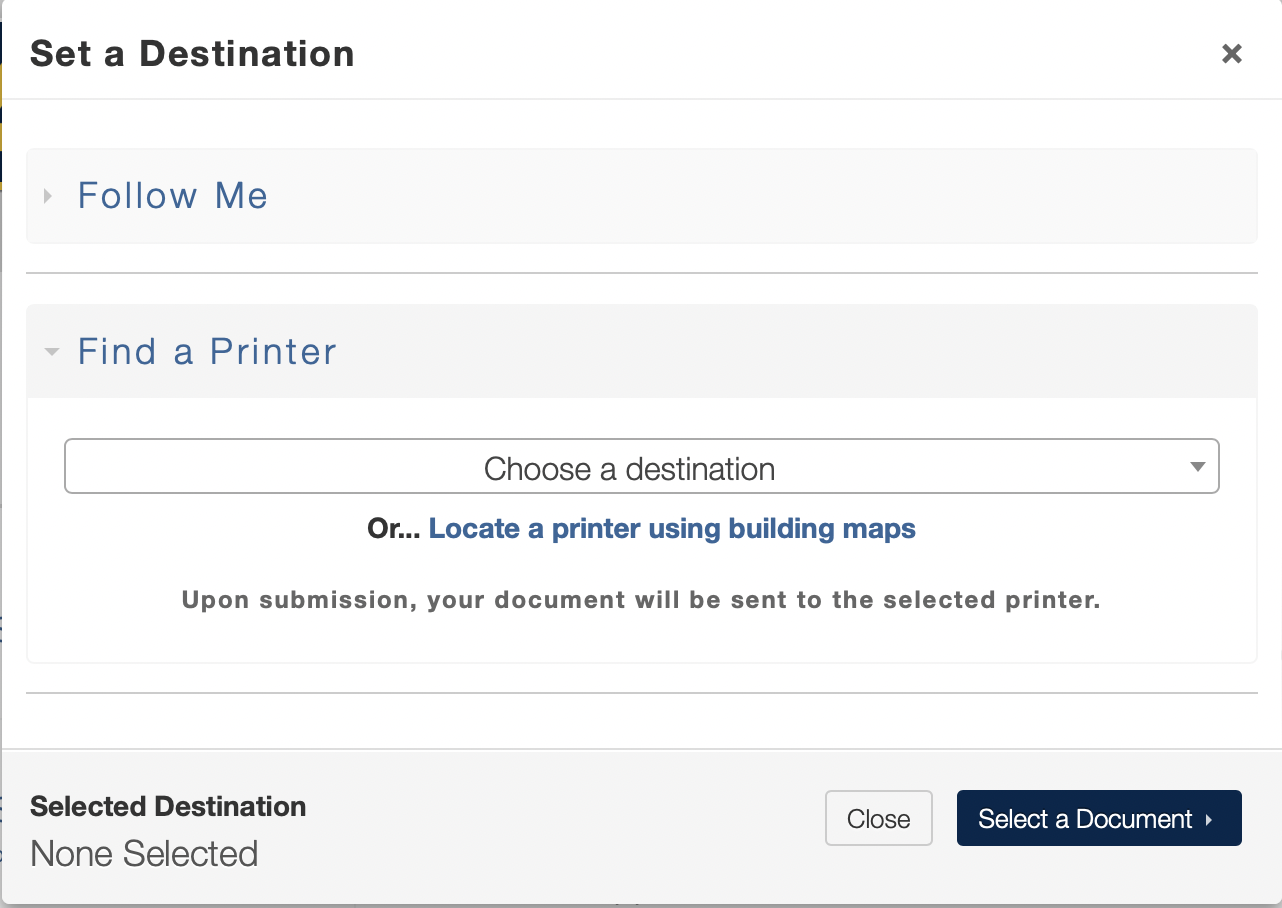 Set a Destination
Follow Me
Find a Printer
Choose a destination
Or... Locate a printer using building maps
Upon submission, your document will be sent to the selected printer.
Selected Destination
None Selected
Close
Select a Document